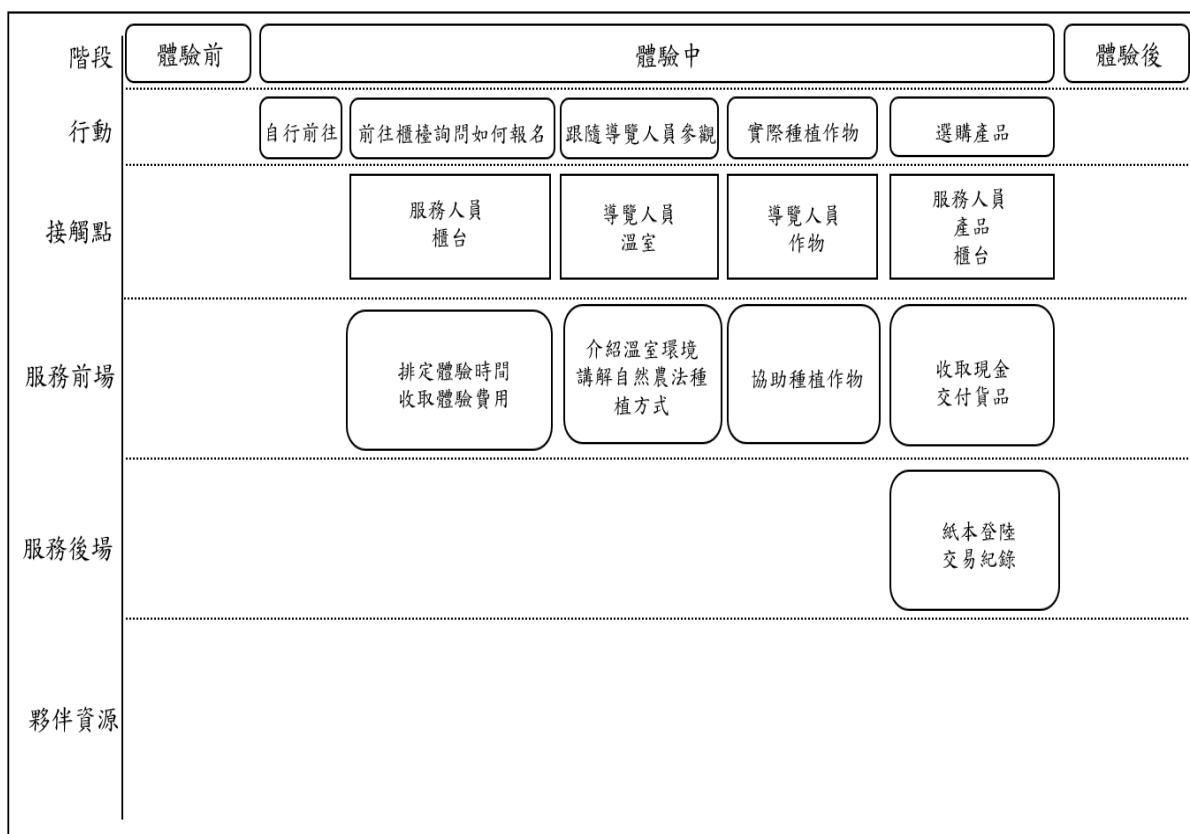 階段
體驗前
體驗中
體驗後
行動
自行前往
前往櫃檯詢問如何報名
跟隨導覽人員參觀
實際種植作物
選購產品
接觸點
服務人員
櫃台
導覽人員
溫室
導覽人員
作物
服務人員
產品
櫃台
服務前場
排定體驗時間
收取體驗費用
介紹溫室環境
講解自然農法種
植方式
協助種植作物
收取現金
交付貨品
服務後場
紙本登陸
交易紀錄
夥伴資源